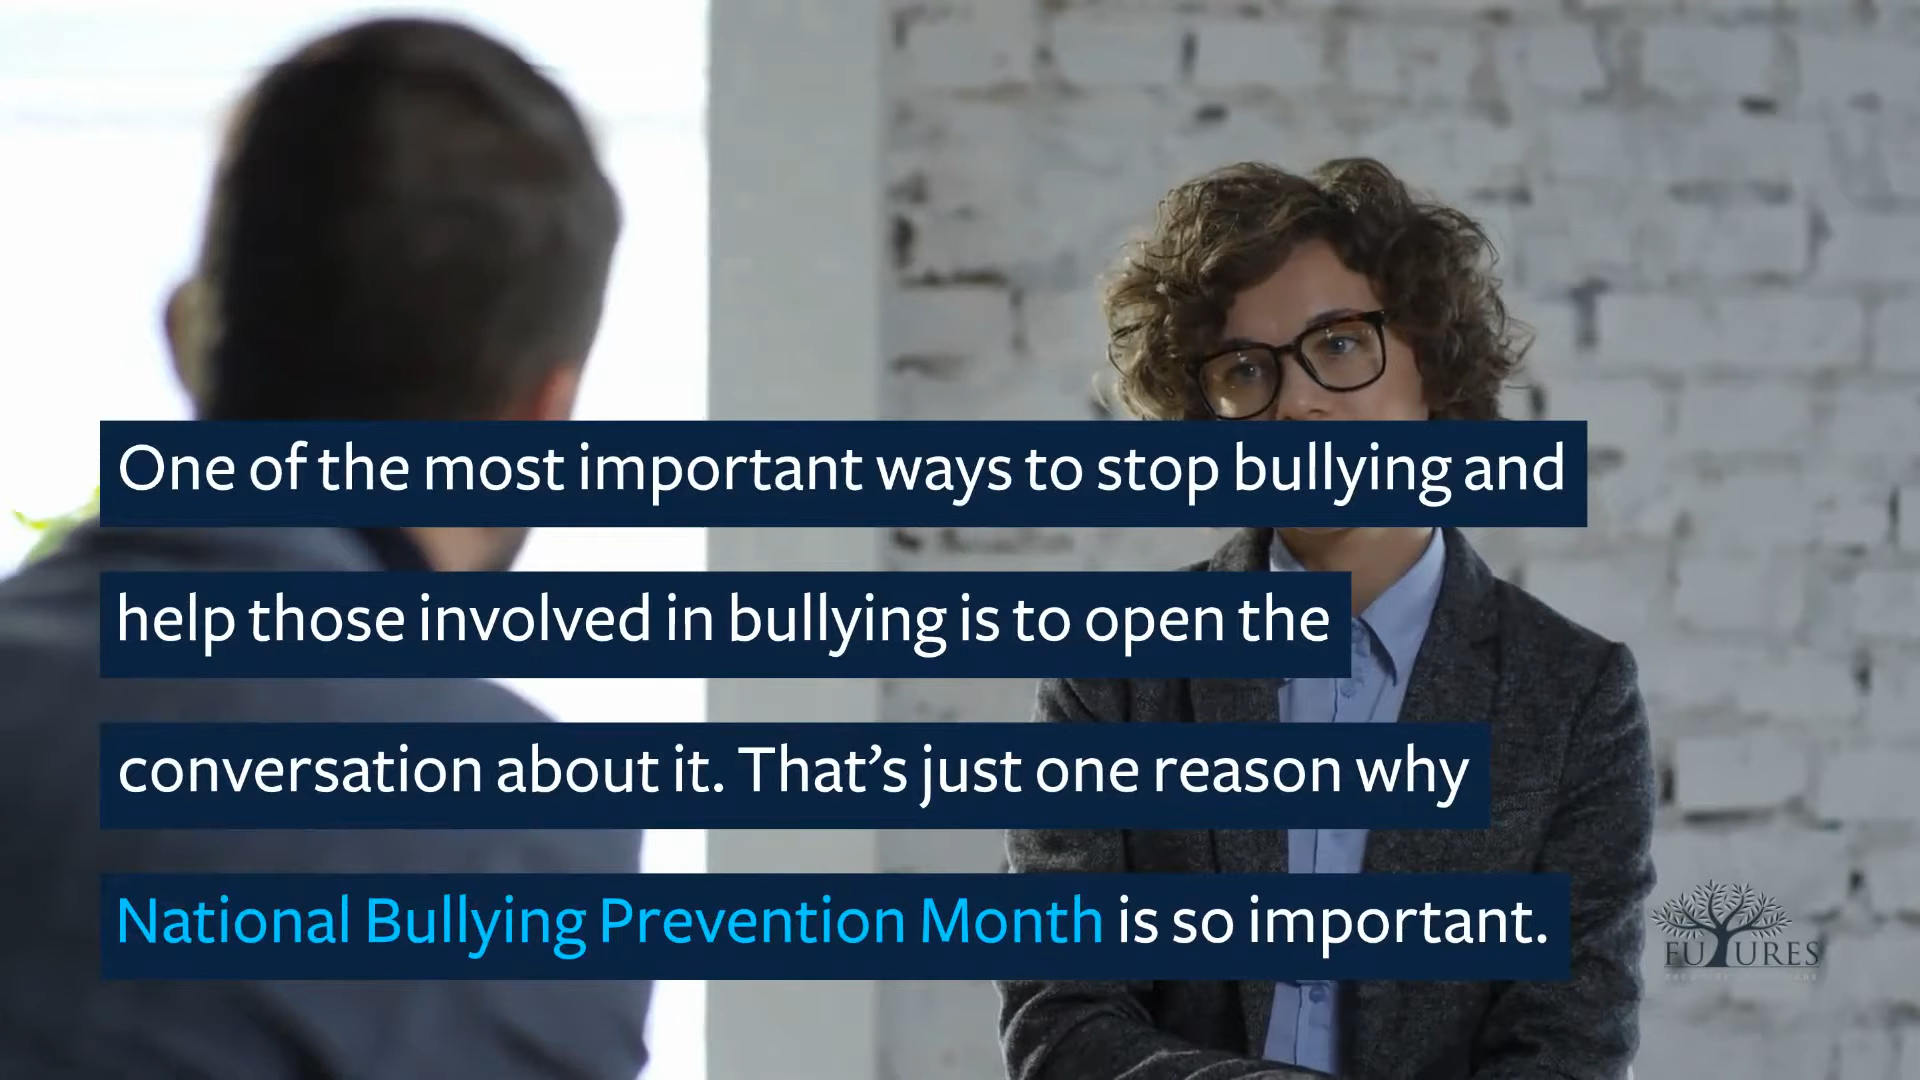 One of the most important ways to stop bullying and
help those involved in bullying is to open the
conversation about it. That’s just one reason why
National Bullying Prevention Month is so important.
FUTURES